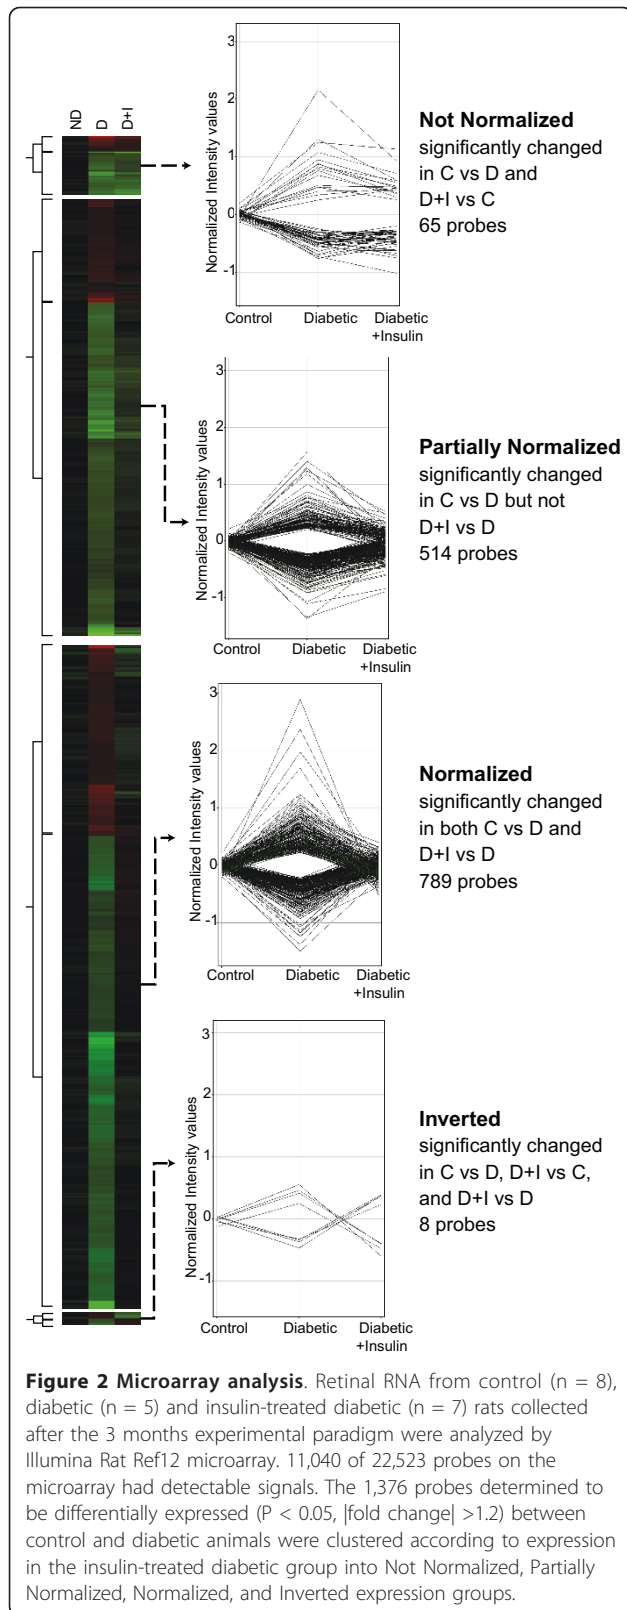 ND
D
D+I
Normalized Intensity values
3
2
1
0
-1
Control
Diabetic
Diabetic
+Insulin
Not Normalized
significantly changed
in C vs D and
D+I vs C
65 probes
Normalized Intensity values
3
2
1
0
-1
Control
Diabetic
Diabetic
+Insulin
Partially Normalized
significantly changed
in C vs D but not
D+I vs D
514 probes
Normalized Intensity values
3
2
1
0
-1
Control
Diabetic
Diabetic
+Insulin
Normalized
significantly changed
in both C vs D and
D+I vs D
789 probes
Normalized Intensity values
3
2
1
0
-1
Control
Diabetic
Diabetic
+Insulin
Inverted
significantly changed
in C vs D, D+I vs C,
and D+I vs D
8 probes
Figure 2 Microarray analysis. Retinal RNA from control (n = 8),
diabetic (n = 5) and insulin-treated diabetic (n = 7) rats collected
after the 3 months experimental paradigm were analyzed by
Illumina Rat Ref12 microarray. 11,040 of 22,523 probes on the
microarray had detectable signals. The 1,376 probes determined to
be differentially expressed (P < 0.05, |fold change| >1.2) between
control and diabetic animals were clustered according to expression
in the insulin-treated diabetic group into Not Normalized, Partially
Normalized, Normalized, and Inverted expression groups.